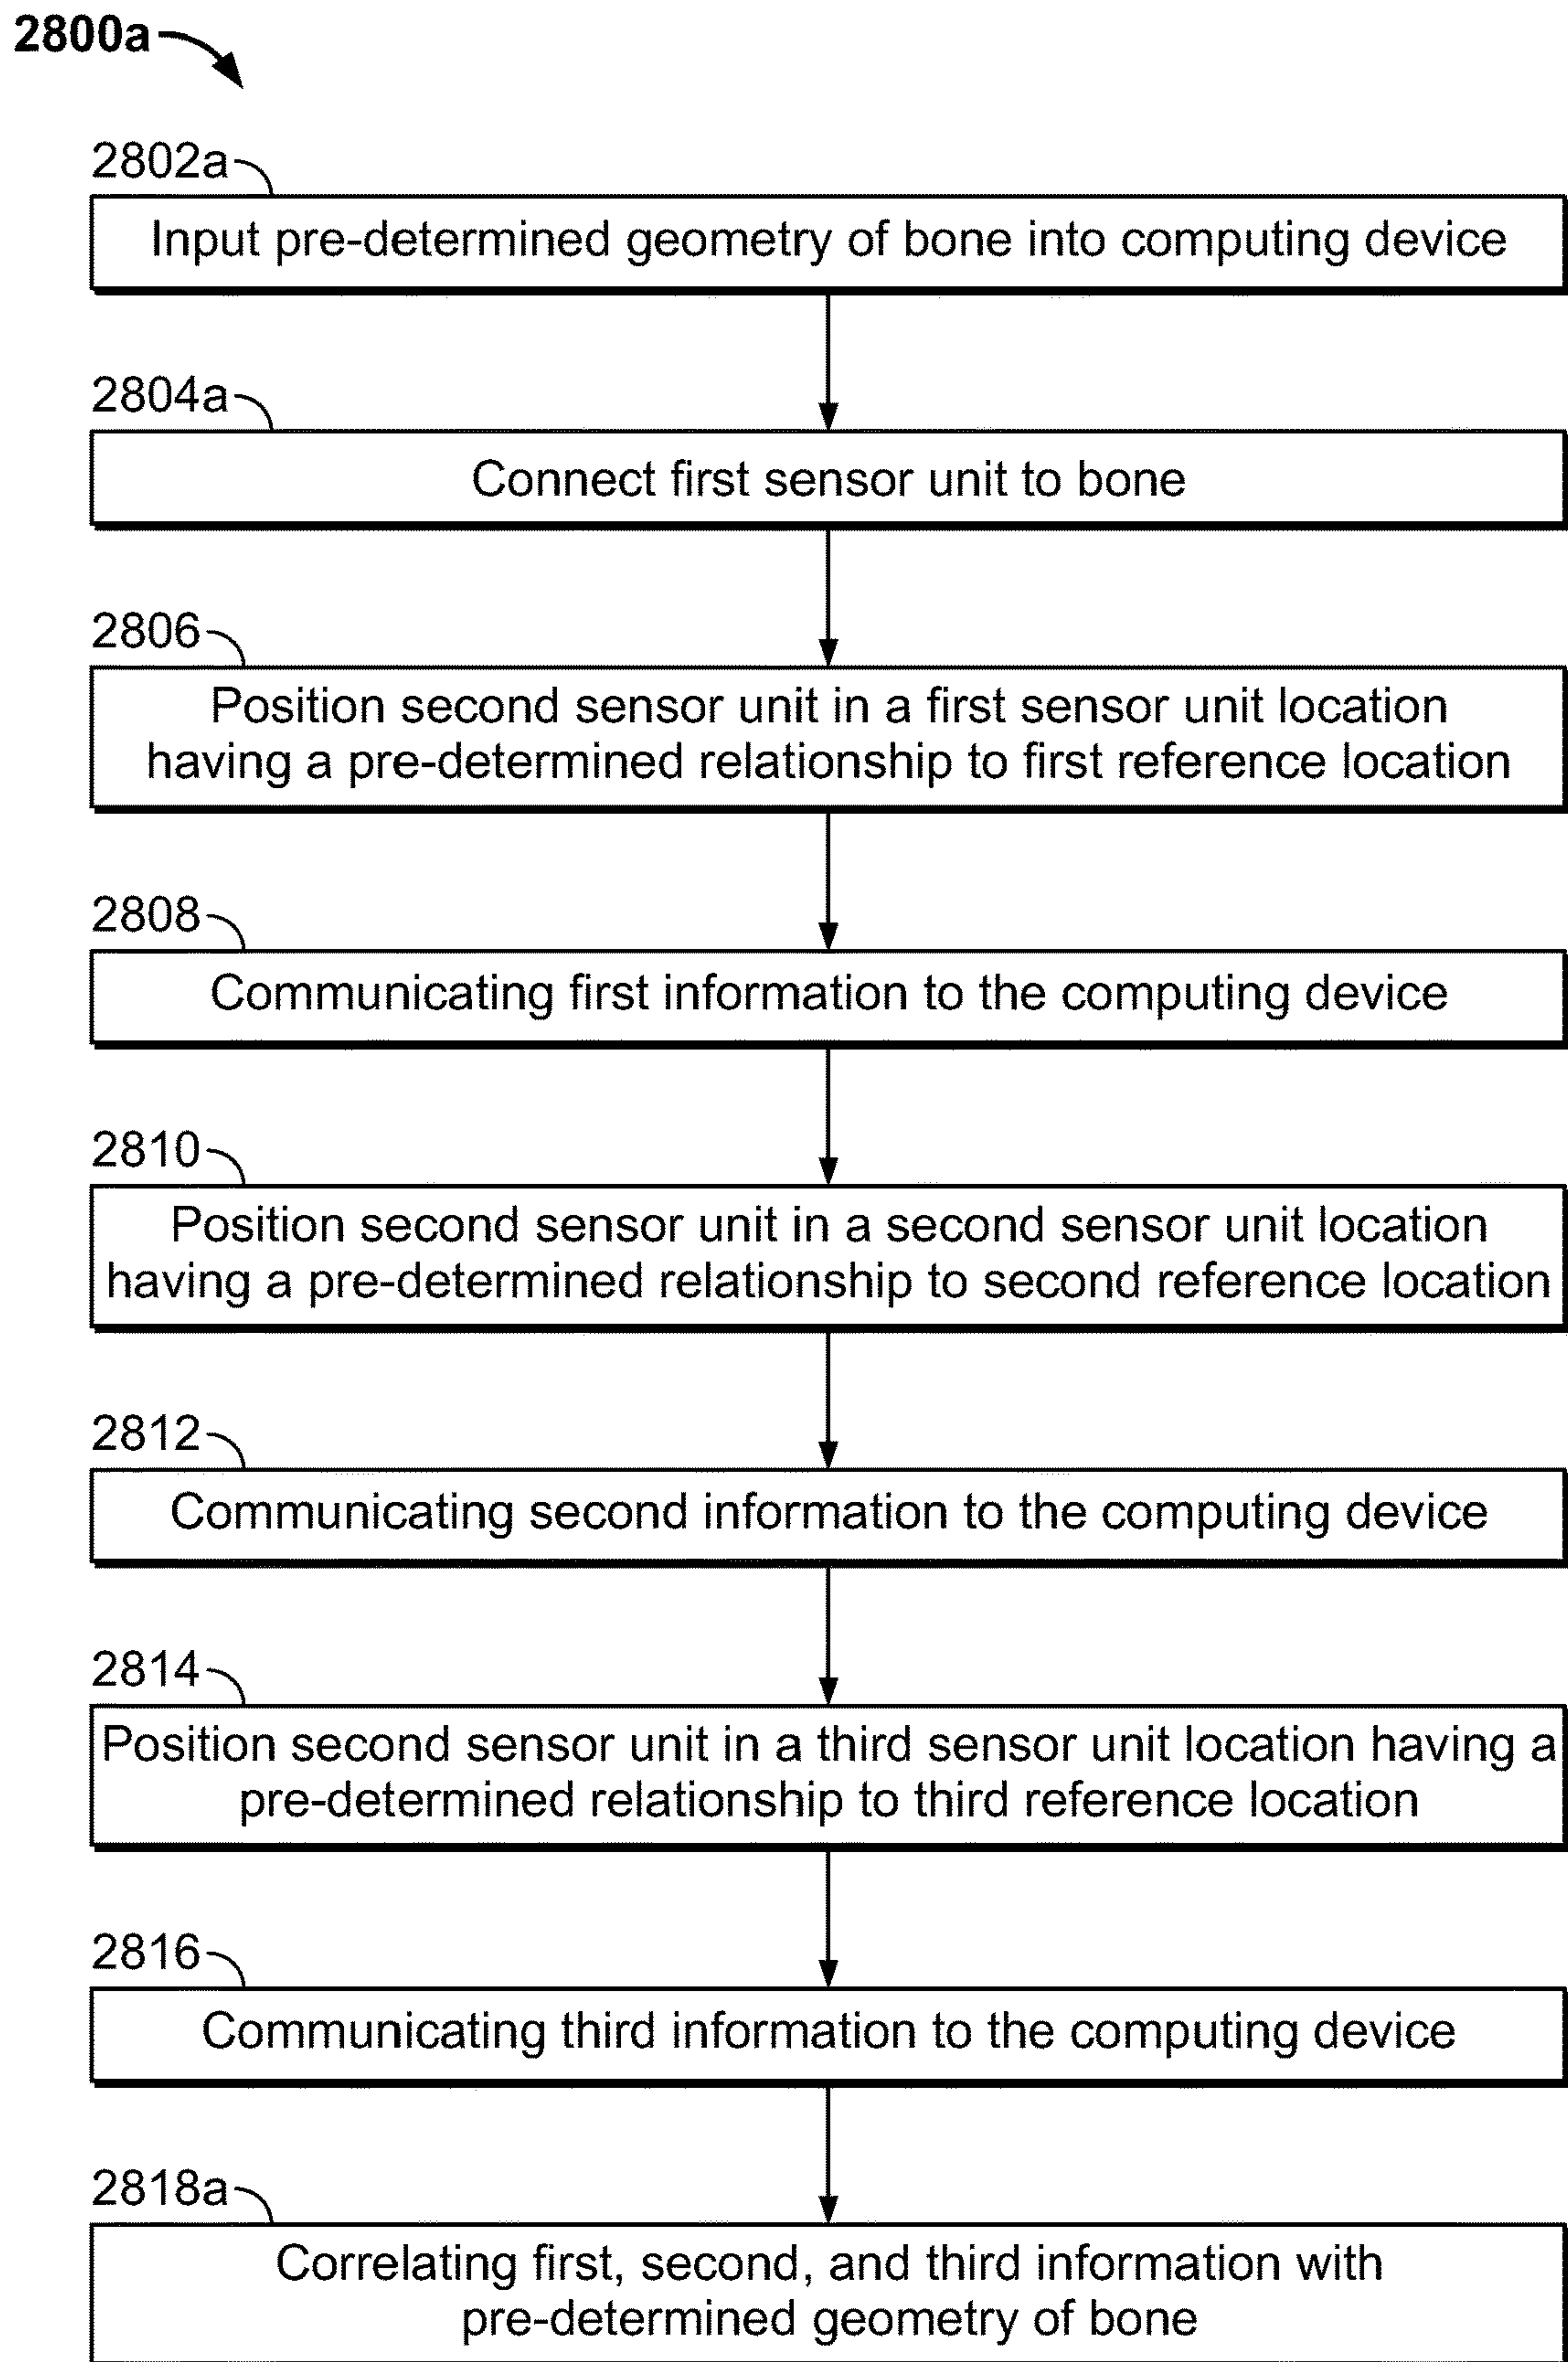 2800a
2802a
Input pre-determined geometry of bone into computing device
2804a
Connect first sensor unit to bone
2806
Position second sensor unit in a first sensor unit location
having a pre-determined relationship to first reference location
2808
Communicating first information to the computing device
2810
Position second sensor unit in a second sensor unit location
having a pre-determined relationship to second reference location
2812
Communicating second information to the computing device
2814
Position second sensor unit in a third sensor unit location having a
pre-determined relationship to third reference location
2816
Communicating third information to the computing device
2818a
Correlating first, second, and third information with
pre-determined geometry of bone